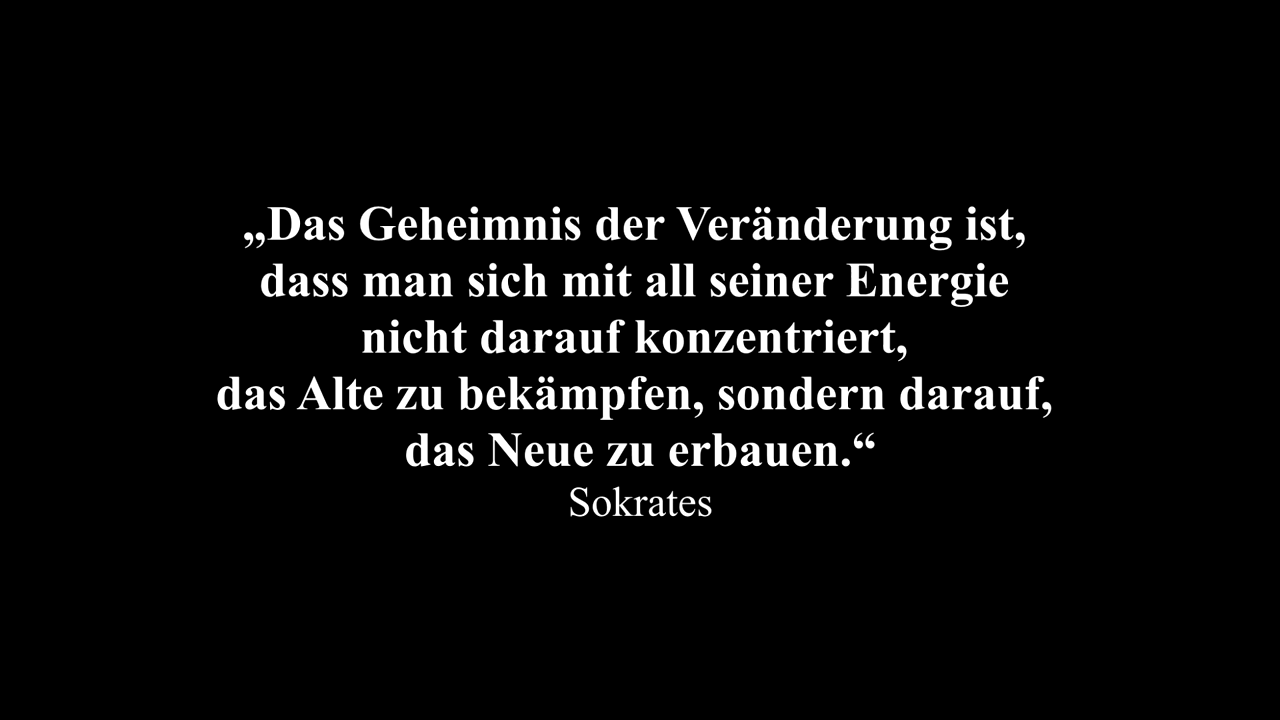 „Das Geheimnis der Veränderung ist,
dass man sich mit all seiner Energie
nicht darauf konzentriert,
das Alte zu bekämpfen, sondern darauf,
das Neue zu erbauen.“
Sokrates